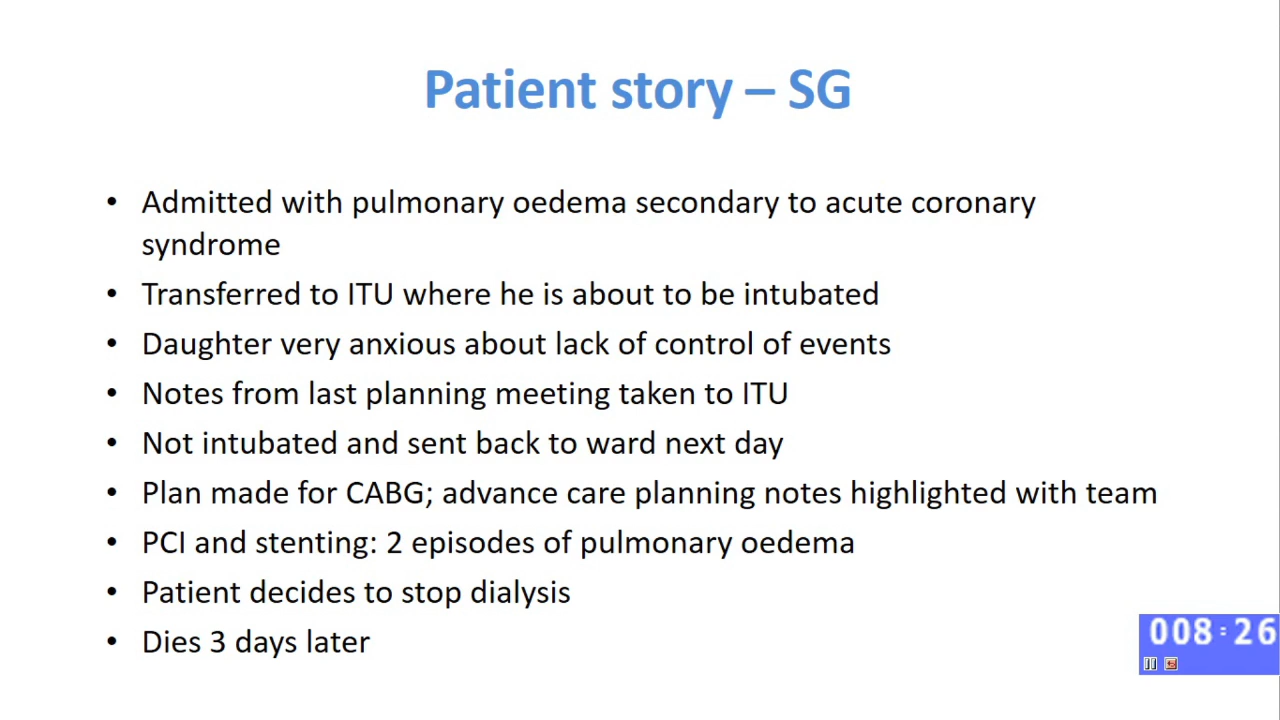 Patient story – SG
• Admitted with pulmonary oedema secondary to acute coronary
syndrome
• Transferred to ITU where he is about to be intubated
• Daughter very anxious about lack of control of events
• Notes from last planning meeting taken to ITU
• Not intubated and sent back to ward next day
• Plan made for CABG; advance care planning notes highlighted with team
• PCI and stenting: 2 episodes of pulmonary oedema
• Patient decides to stop dialysis
• Dies 3 days later
008:26